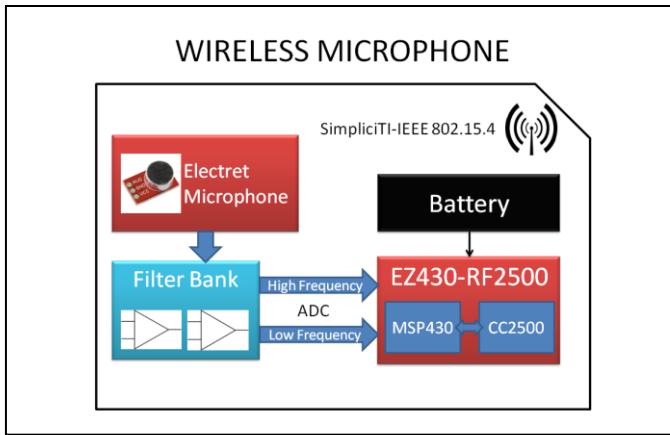 WIRELESS MICROPHONE
SimpliciTI-IEEE 802.15.4
Electret
Microphone
Battery
Filter Bank
High Frequency
ADC
Low Frequency
EZ430-RF2500
MSP430
CC2500